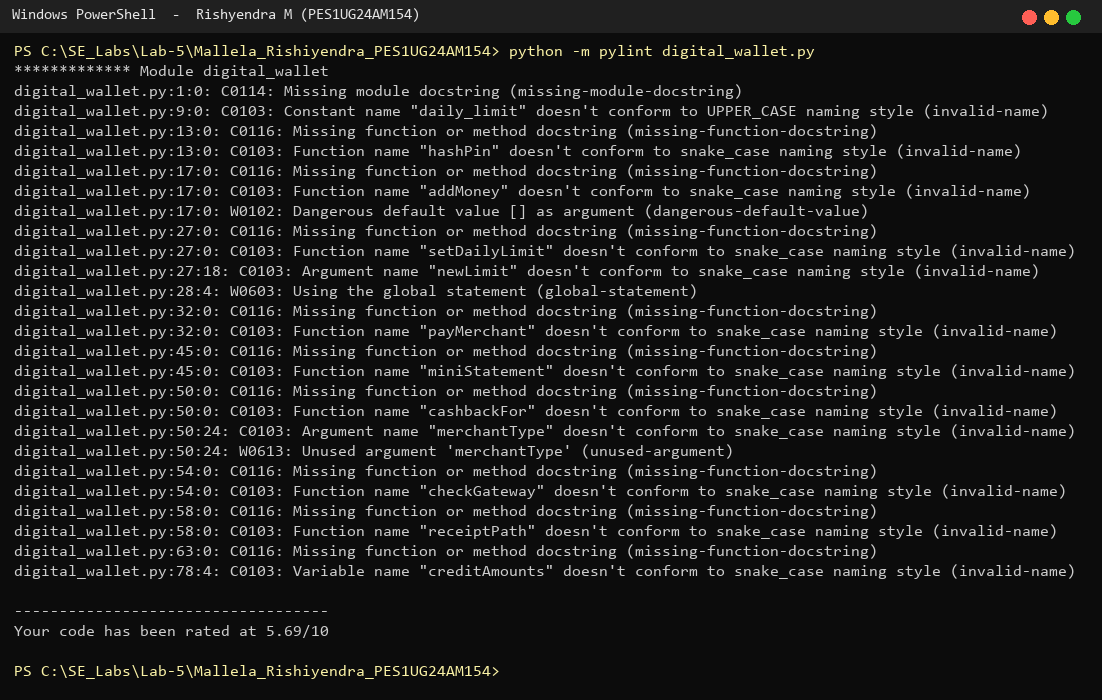 Windows PowerShell  -  Rishyendra M (PES1UG24AM154)
PS C:\SE_Labs\Lab-5\Mallela_Rishiyendra_PES1UG24AM154> python -m pylint digital_wallet.py
************* Module digital_wallet
digital_wallet.py:1:0: C0114: Missing module docstring (missing-module-docstring)
digital_wallet.py:9:0: C0103: Constant name "daily_limit" doesn't conform to UPPER_CASE naming style (invalid-name)
digital_wallet.py:13:0: C0116: Missing function or method docstring (missing-function-docstring)
digital_wallet.py:13:0: C0103: Function name "hashPin" doesn't conform to snake_case naming style (invalid-name)
digital_wallet.py:17:0: C0116: Missing function or method docstring (missing-function-docstring)
digital_wallet.py:17:0: C0103: Function name "addMoney" doesn't conform to snake_case naming style (invalid-name)
digital_wallet.py:17:0: W0102: Dangerous default value [] as argument (dangerous-default-value)
digital_wallet.py:27:0: C0116: Missing function or method docstring (missing-function-docstring)
digital_wallet.py:27:0: C0103: Function name "setDailyLimit" doesn't conform to snake_case naming style (invalid-name)
digital_wallet.py:27:18: C0103: Argument name "newLimit" doesn't conform to snake_case naming style (invalid-name)
digital_wallet.py:28:4: W0603: Using the global statement (global-statement)
digital_wallet.py:32:0: C0116: Missing function or method docstring (missing-function-docstring)
digital_wallet.py:32:0: C0103: Function name "payMerchant" doesn't conform to snake_case naming style (invalid-name)
digital_wallet.py:45:0: C0116: Missing function or method docstring (missing-function-docstring)
digital_wallet.py:45:0: C0103: Function name "miniStatement" doesn't conform to snake_case naming style (invalid-name)
digital_wallet.py:50:0: C0116: Missing function or method docstring (missing-function-docstring)
digital_wallet.py:50:0: C0103: Function name "cashbackFor" doesn't conform to snake_case naming style (invalid-name)
digital_wallet.py:50:24: C0103: Argument name "merchantType" doesn't conform to snake_case naming style (invalid-name)
digital_wallet.py:50:24: W0613: Unused argument 'merchantType' (unused-argument)
digital_wallet.py:54:0: C0116: Missing function or method docstring (missing-function-docstring)
digital_wallet.py:54:0: C0103: Function name "checkGateway" doesn't conform to snake_case naming style (invalid-name)
digital_wallet.py:58:0: C0116: Missing function or method docstring (missing-function-docstring)
digital_wallet.py:58:0: C0103: Function name "receiptPath" doesn't conform to snake_case naming style (invalid-name)
digital_wallet.py:63:0: C0116: Missing function or method docstring (missing-function-docstring)
digital_wallet.py:78:4: C0103: Variable name "creditAmounts" doesn't conform to snake_case naming style (invalid-name)
-----------------------------------
Your code has been rated at 5.69/10
PS C:\SE_Labs\Lab-5\Mallela_Rishiyendra_PES1UG24AM154>